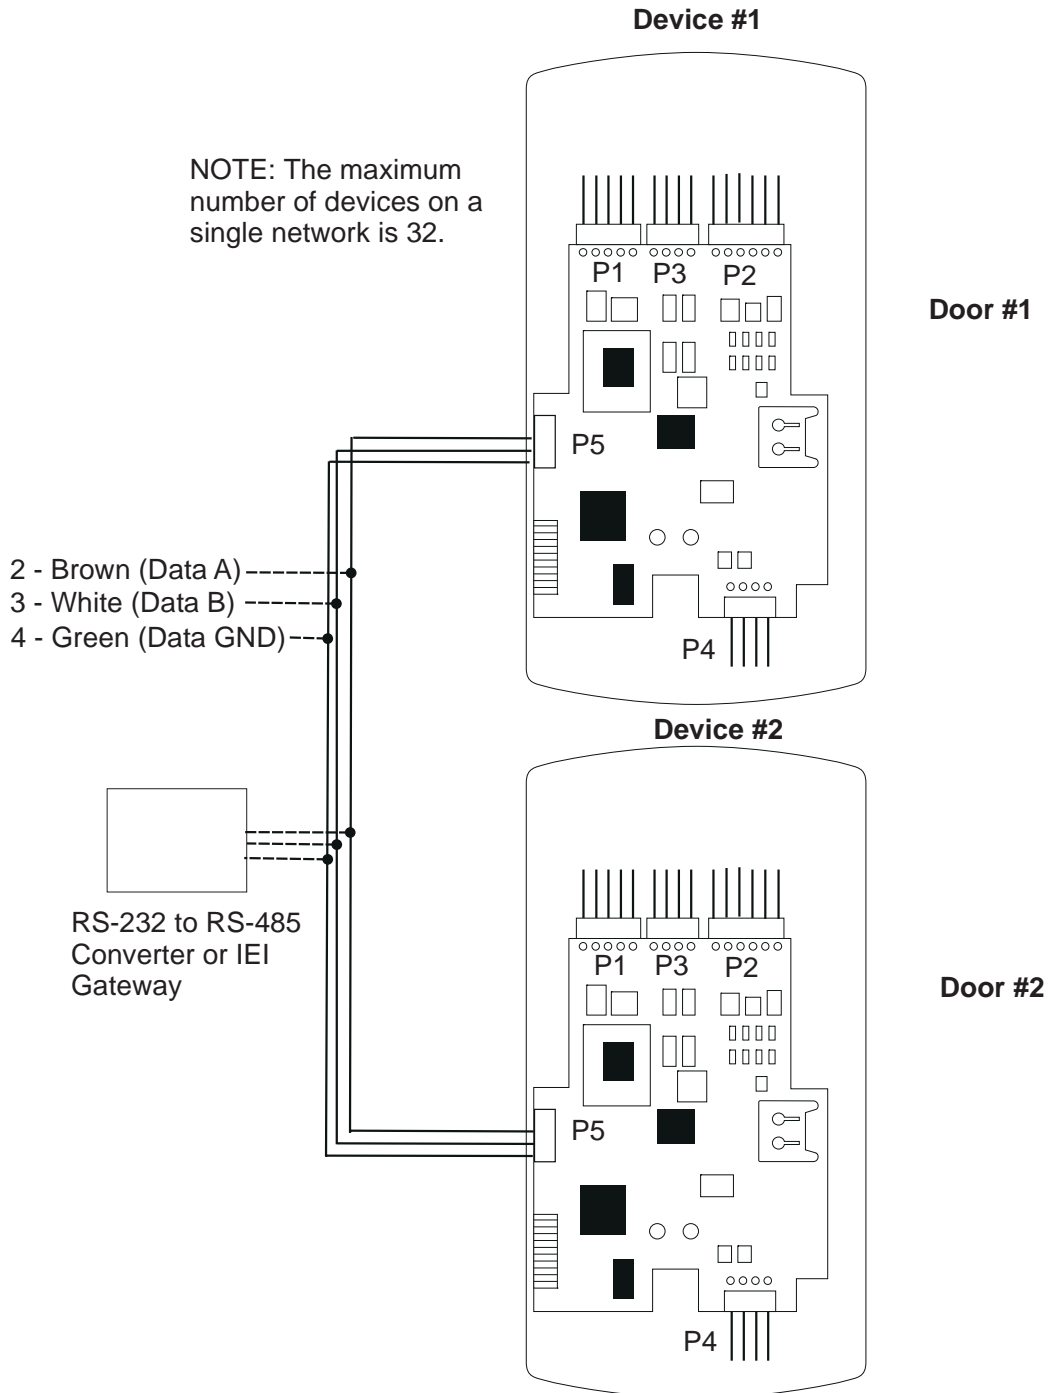 Device #1
NOTE: The maximum
number of devices on a
single network is 32.
P1
P3
P2
Door #1
P5
2 - Brown (Data A)
3 - White (Data B)
4 - Green (Data GND)
P4
Device #2
RS-232 to RS-485
Converter or IEI
Gateway
P1
P3
P2
Door #2
P5
P4